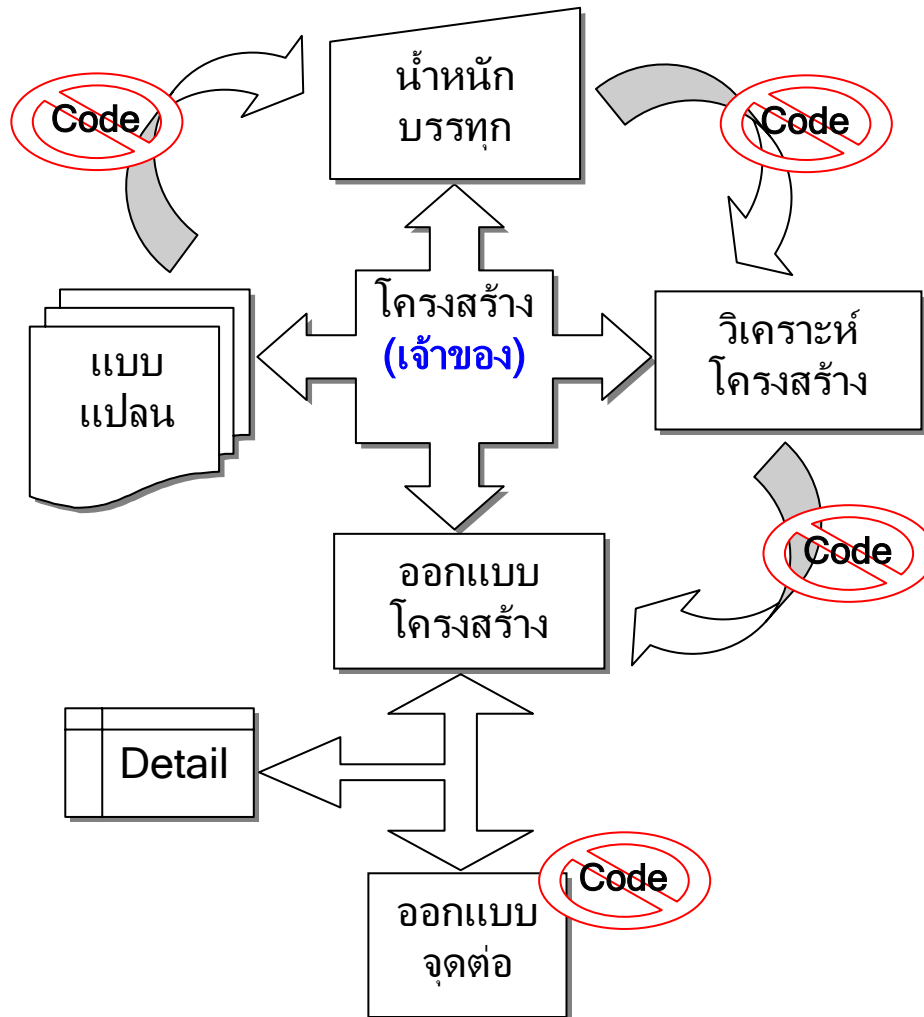 น้ำหนัก
บรรทุก
Code
Code
โครงสร้าง
(เจ้าของ)
แบบ
แปลน
วิเคราะห์
โครงสร้าง
Code
ออกแบบ
โครงสร้าง
Detail
Code
ออกแบบ
จุดต่อ